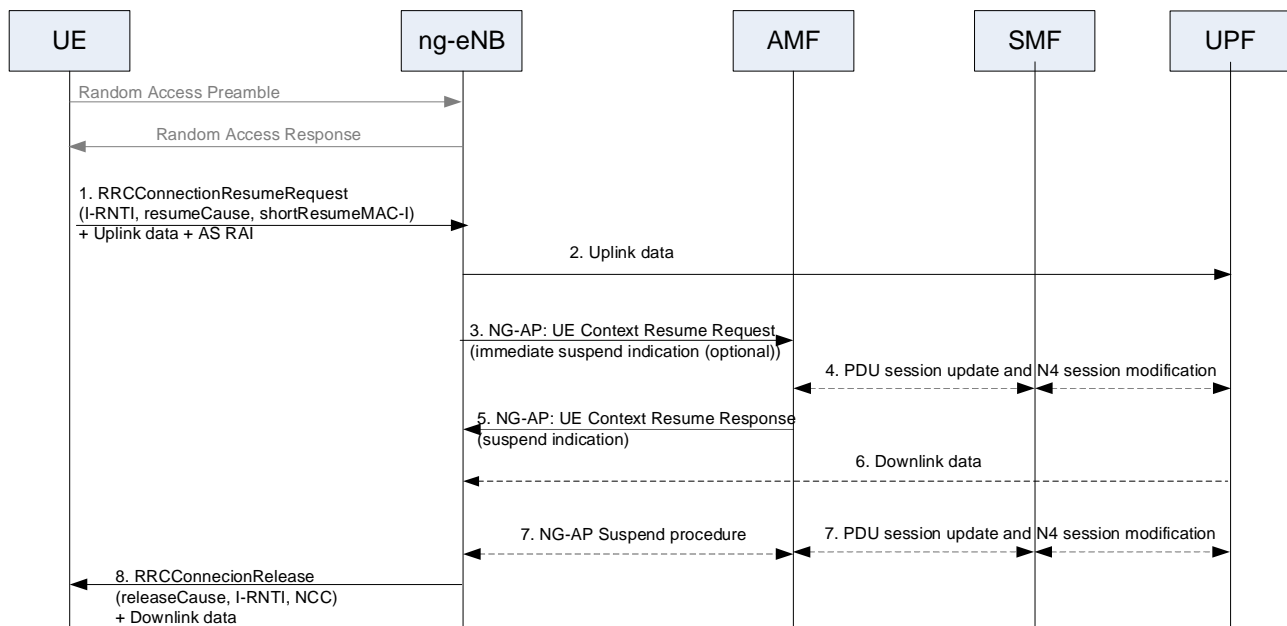 UE
ng-eNB
AMF
SMF
UPF
Random Access Preamble
Random Access Response
1. RRCConnectionResumeRequest
(I-RNTI, resumeCause, shortResumeMAC-I)
+ Uplink data + AS RAI
2. Uplink data
3. NG-AP: UE Context Resume Request
(immediate suspend indication (optional))
4. PDU session update and N4 session modification
5. NG-AP: UE Context Resume Response
(suspend indication)
6. Downlink data
7. NG-AP Suspend procedure
7. PDU session update and N4 session modification
8. RRCConnecionRelease
(releaseCause, I-RNTI, NCC)
+ Downlink data